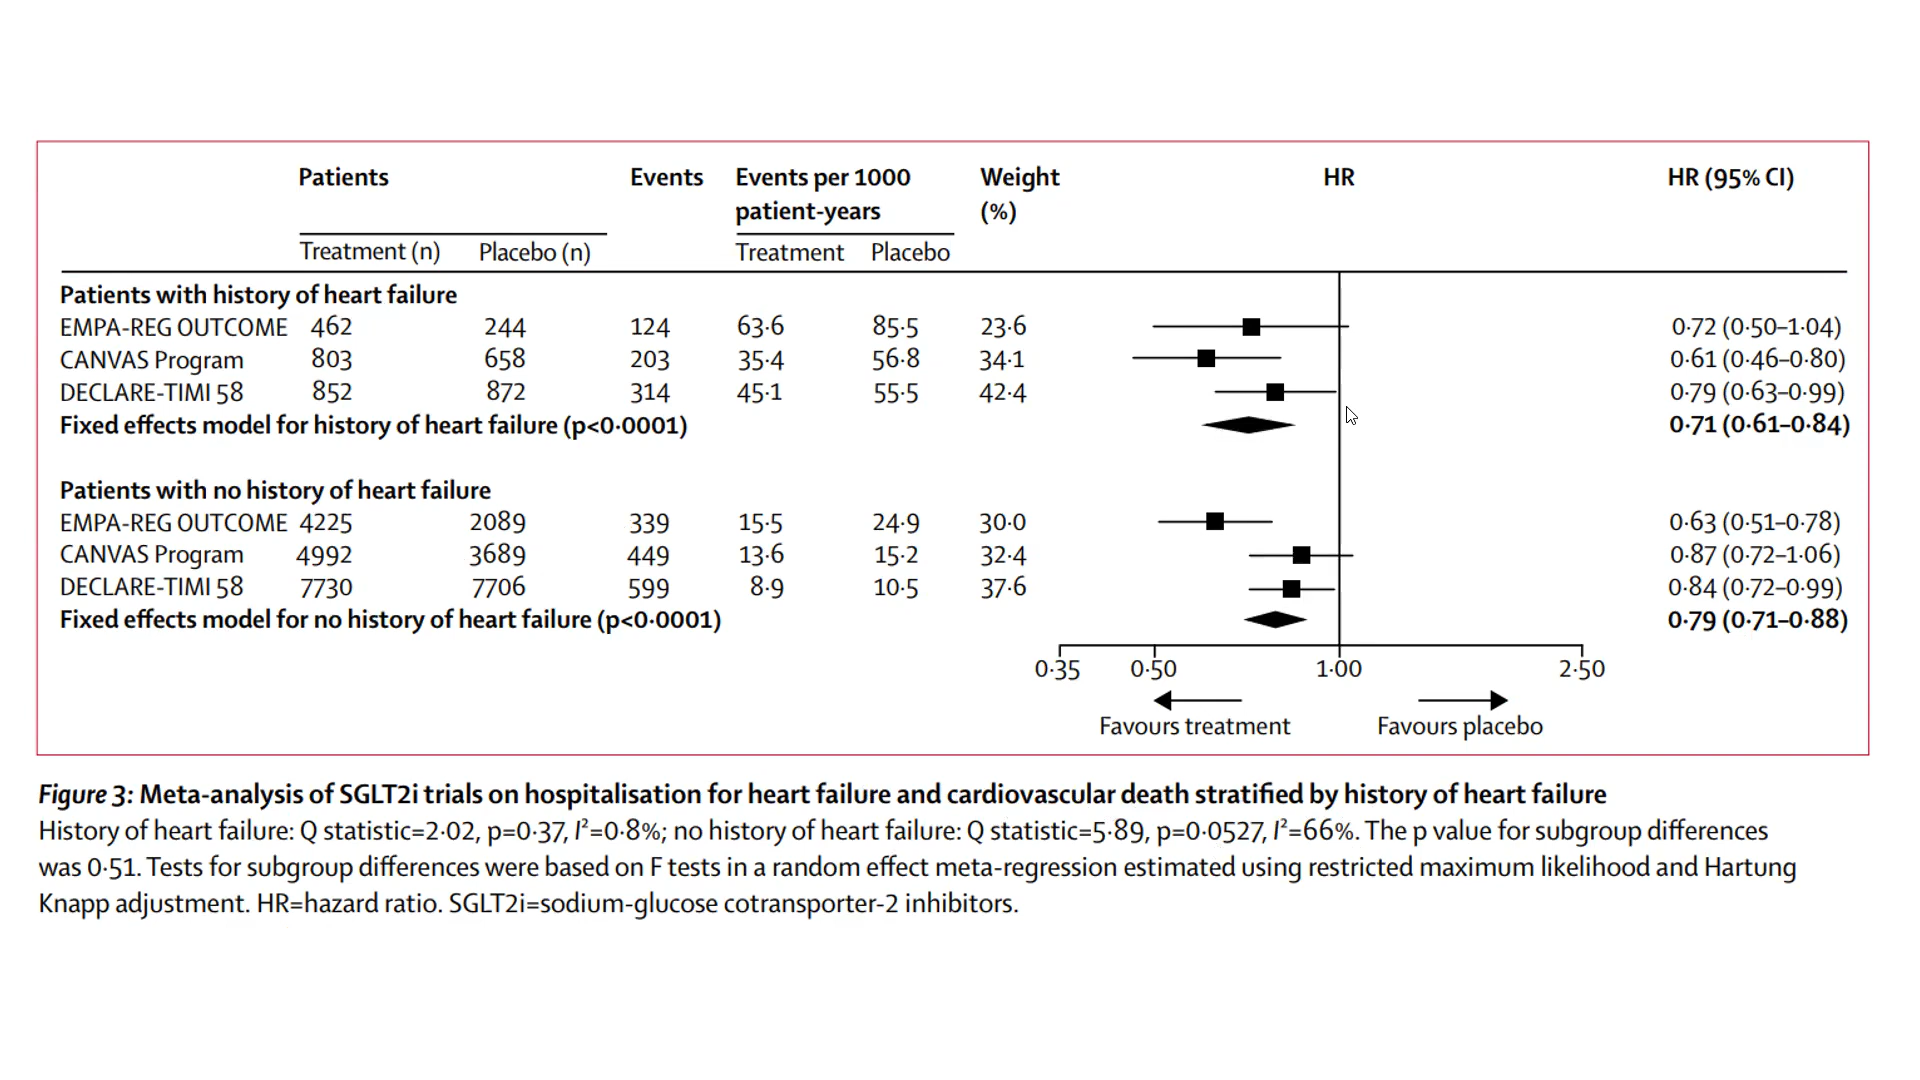 Patients Events Events per 1000 patient-years Weight (%) HR HR (95% CI)
Treatment (n) Placebo (n) Treatment Placebo
Patients with history of heart failure
EMPA-REG OUTCOME 462 244 124 63·6 85·5 23·6 0·72 (0·50–1·04)
CANVAS Program 803 658 203 35·4 56·8 34·1 0·61 (0·46–0·80)
DECLARE-TIMI 58 852 872 314 45·1 55·5 42·4 0·79 (0·63–0·99)
Fixed effects model for history of heart failure (p<0·0001) 0·71 (0·61–0·84)
Patients with no history of heart failure
EMPA-REG OUTCOME 4225 2089 339 15·5 24·9 30·0 0·63 (0·51–0·78)
CANVAS Program 4992 3689 449 13·6 15·2 32·4 0·87 (0·72–1·06)
DECLARE-TIMI 58 7730 7706 599 8·9 10·5 37·6 0·84 (0·72–0·99)
Fixed effects model for no history of heart failure (p<0·0001) 0·79 (0·71–0·88)
0·35 0·50 1·00 2·50
Favours treatment Favours placebo
Figure 3: Meta-analysis of SGLT2i trials on hospitalisation for heart failure and cardiovascular death stratified by history of heart failure
History of heart failure: Q statistic=2·02, p=0·37, I²=0·8%; no history of heart failure: Q statistic=5·89, p=0·0527, I²=66%. The p value for subgroup differences
was 0·51. Tests for subgroup differences were based on F tests in a random effect meta-regression estimated using restricted maximum likelihood and Hartung
Knapp adjustment. HR=hazard ratio. SGLT2i=sodium-glucose cotransporter-2 inhibitors.